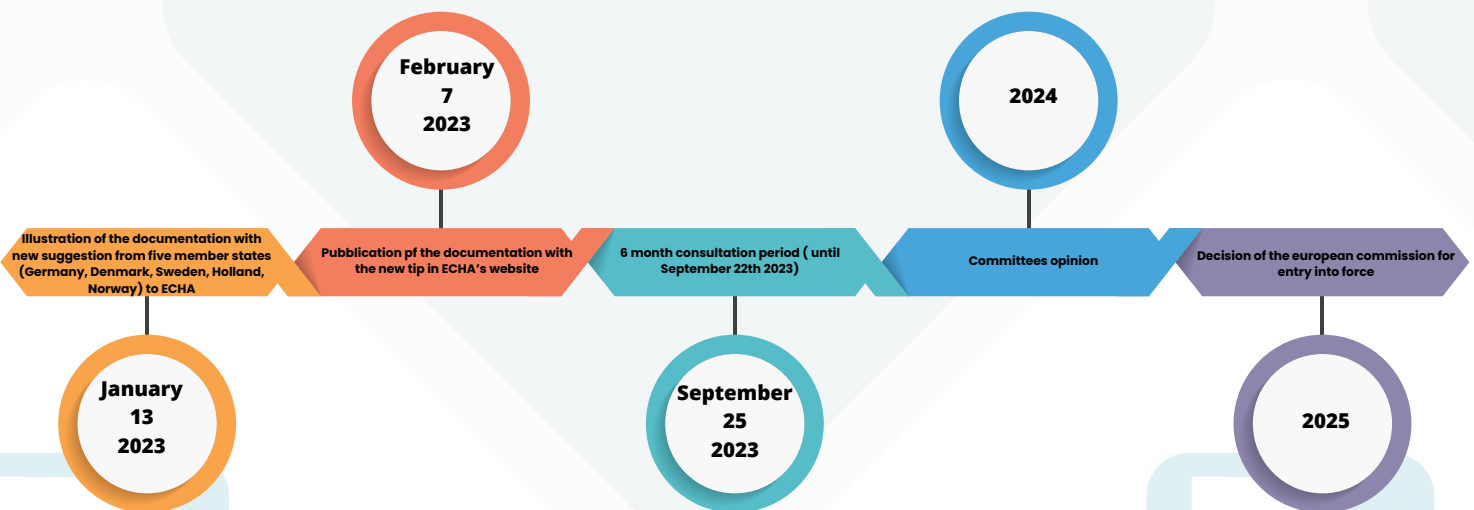 February
7
2023
2024
Illustration of the documentation with
new suggestion from five member states
(Germany, Denmark, Sweden, Holland,
Norway) to ECHA
Pubblication pf the documentation with
the new tip in ECHA's website
6 month consultation period ( until
September 22th 2023)
Committees opinion
Decision of the european commission for
entry into force
January
13
2023
September
25
2023
2025